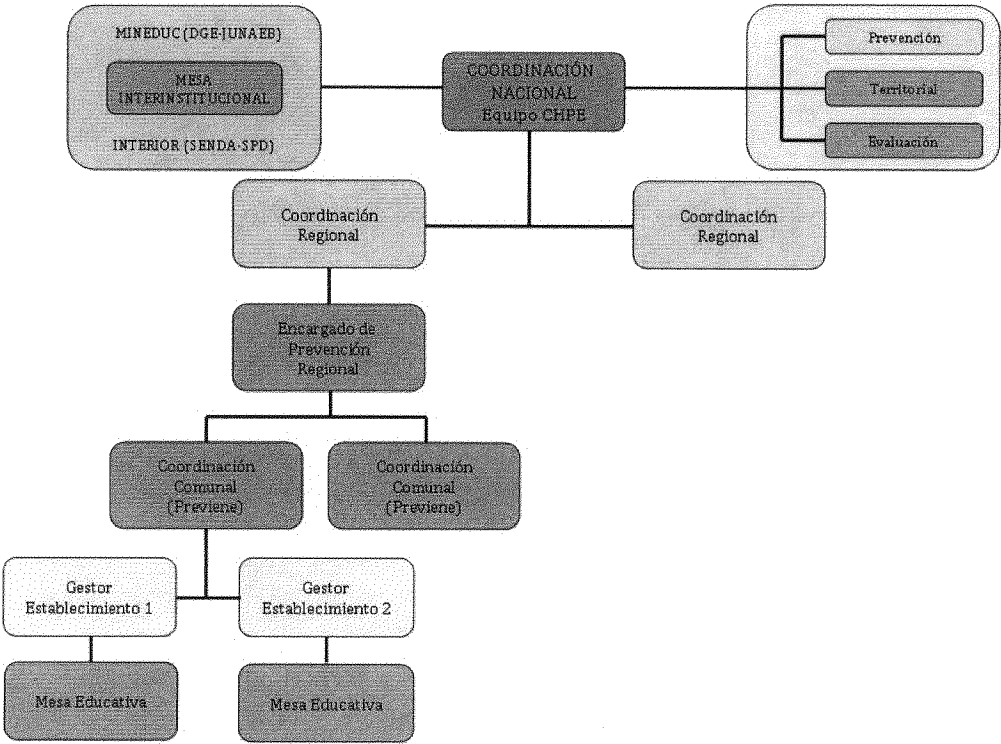 MINEDUC (DGE-JUNAEB)
MESA
INTERINSTITUCIONAL
INTERIOR (SENDA-SPD)
COORDINACIÓN
NACIONAL
Equipo CHPE
Prevención
Territorial
Evaluación
Coordinación
Regional
Coordinación
Regional
Encargado de
Prevención
Regional
Coordinación
Comunal
(Previene)
Coordinación
Comunal
(Previene)
Gestor
Establecimiento 1
Gestor
Establecimiento 2
Mesa Educativa
Mesa Educativa